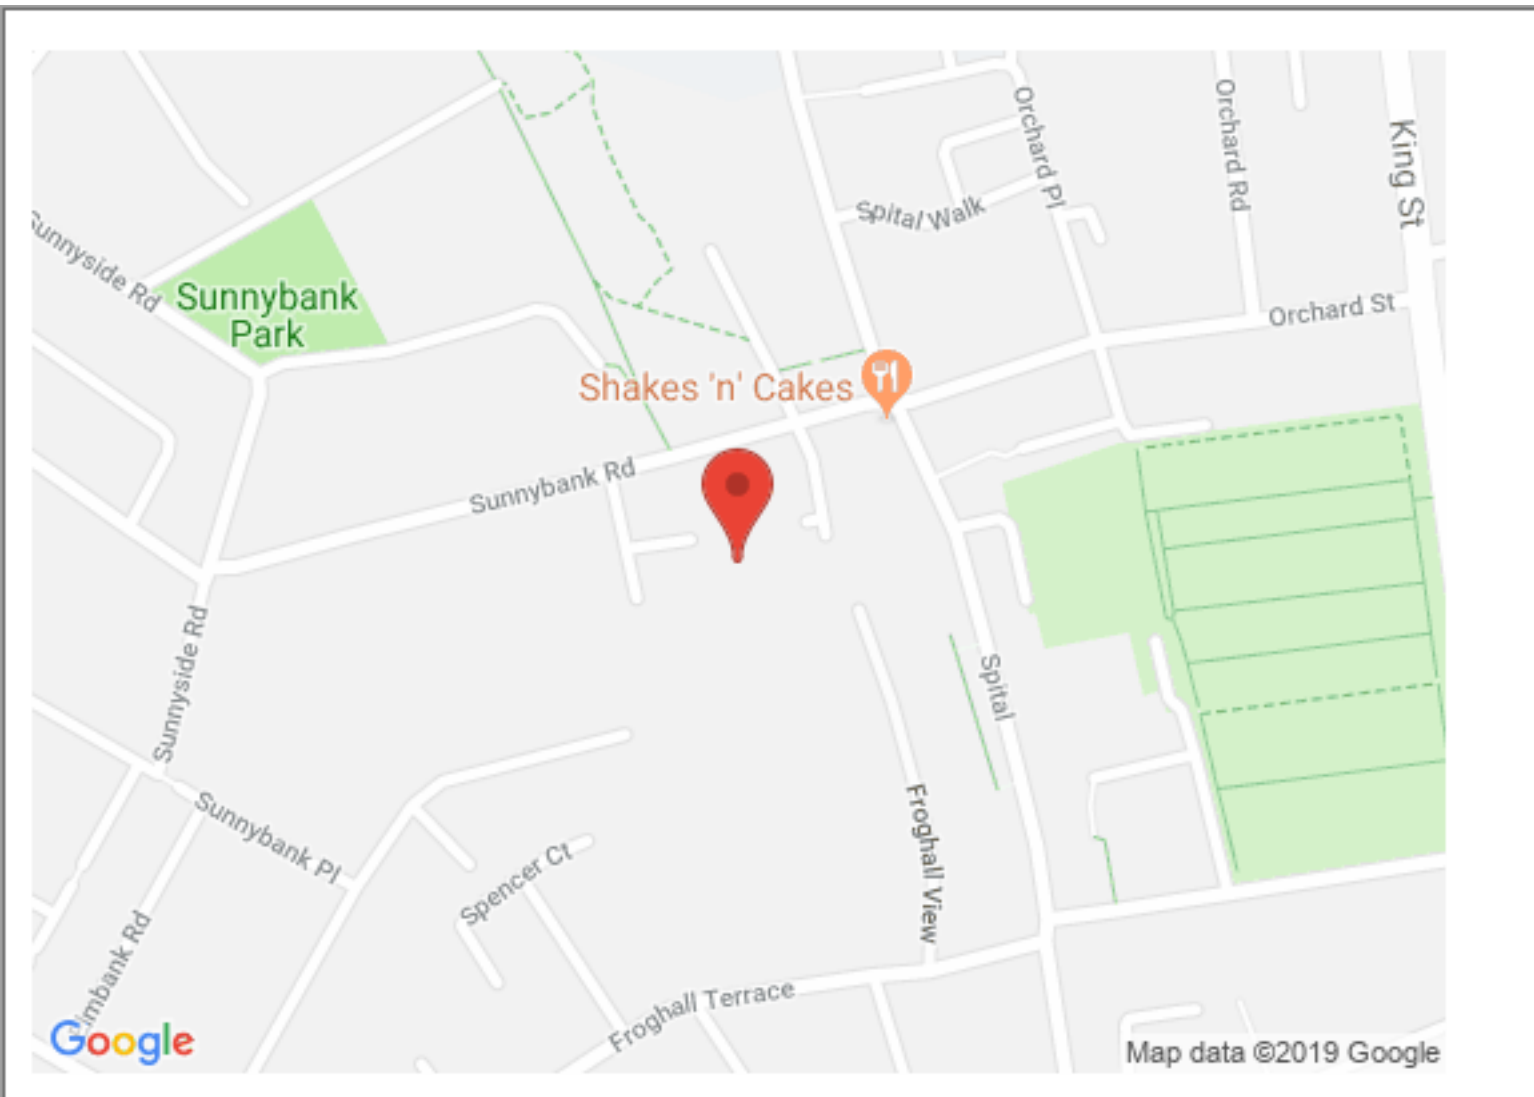 Orchard Pl
Orchard Rd
King St
Spital Walk
Sunnyside Rd
Sunnybank
Park
Orchard St
Shakes 'n' Cakes
Sunnybank Rd
Sunnyside Rd
Spital
Sunnybank Pl
Froghall View
Spencer Ct
Froghall Terrace
Google
Map data ©2019 Google